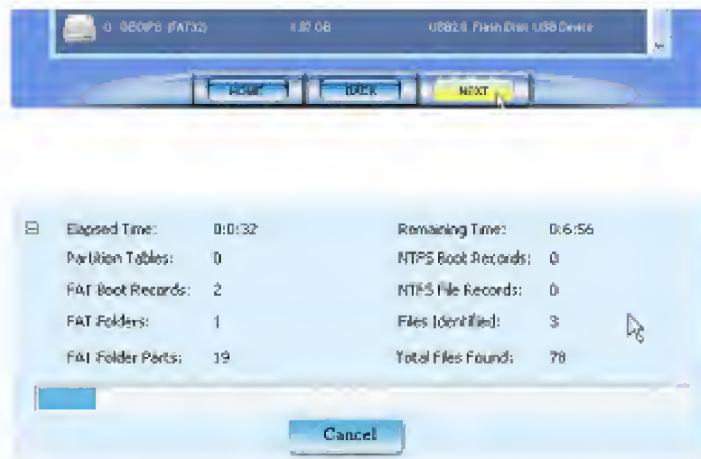 (FAT32) GB USB2.0 Flash Disk USB Device
HOME BACK NEXT
Elapsed Time: 0:0:32 Remaining Time: 0:6:56
Partition Tables: 0 NTFS Boot Records: 0
FAT Boot Records: 2 NTFS File Records: 0
FAT Folders: 1 Files Identified: 3
FAT Folder Parts: 19 Total Files Found: 78
Cancel